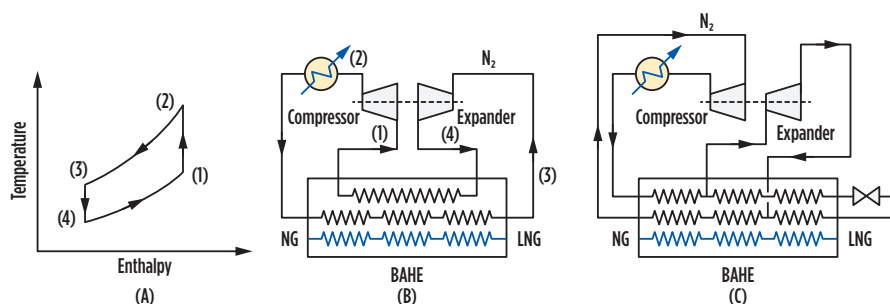 Temperature
Enthalpy
(1)
(2)
(3)
(4)
(A)
(2)
N₂
Compressor
Expander
(1)
(4)
(3)
NG
LNG
BAHE
(B)
N₂
Compressor
Expander
NG
LNG
BAHE
(C)